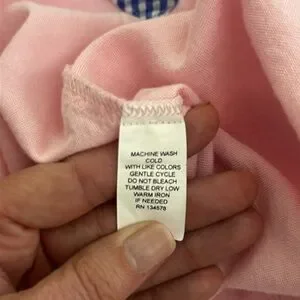 MACHINE WASH
COLD
WITH LIKE COLORS
GENTLE CYCLE
DO NOT BLEACH
TUMBLE DRY LOW
WARM IRON
IF NEEDED
RN 134578